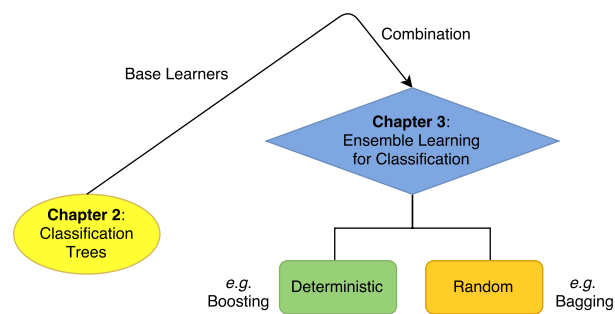 Combination
Base Learners
Chapter 3:
Ensemble Learning
for Classification
Chapter 2:
Classification
Trees
e.g.
Boosting
Deterministic
Random
e.g.
Bagging